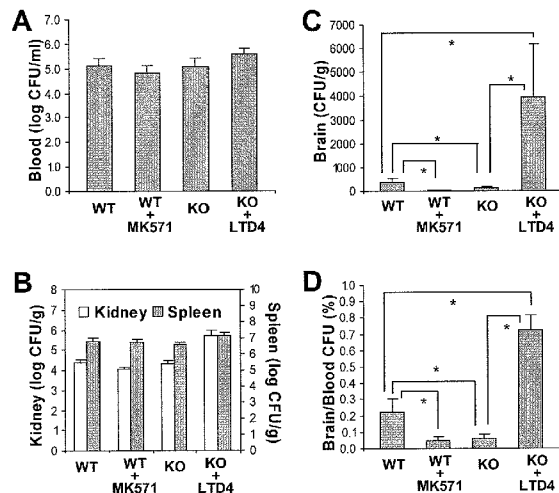 A
Blood (log CFU/ml)
7.0
6.0
5.0
4.0
3.0
2.0
1.0
0.0
WT
WT + MK571
KO
KO + LTD4
C
Brain (CFU/g)
7000
6000
5000
4000
3000
2000
1000
0
*
*
*
*
WT
WT + MK571
KO
KO + LTD4
B
Kidney (log CFU/g)
8
7
6
5
4
3
2
1
0
Kidney
Spleen
10
9
8
7
6
5
4
3
2
1
0
Spleen (log CFU/g)
WT
WT + MK571
KO
KO + LTD4
D
Brain/Blood CFU (%)
1.0
0.9
0.8
0.7
0.6
0.5
0.4
0.3
0.2
0.1
0.0
*
*
*
*
WT
WT + MK571
KO
KO + LTD4